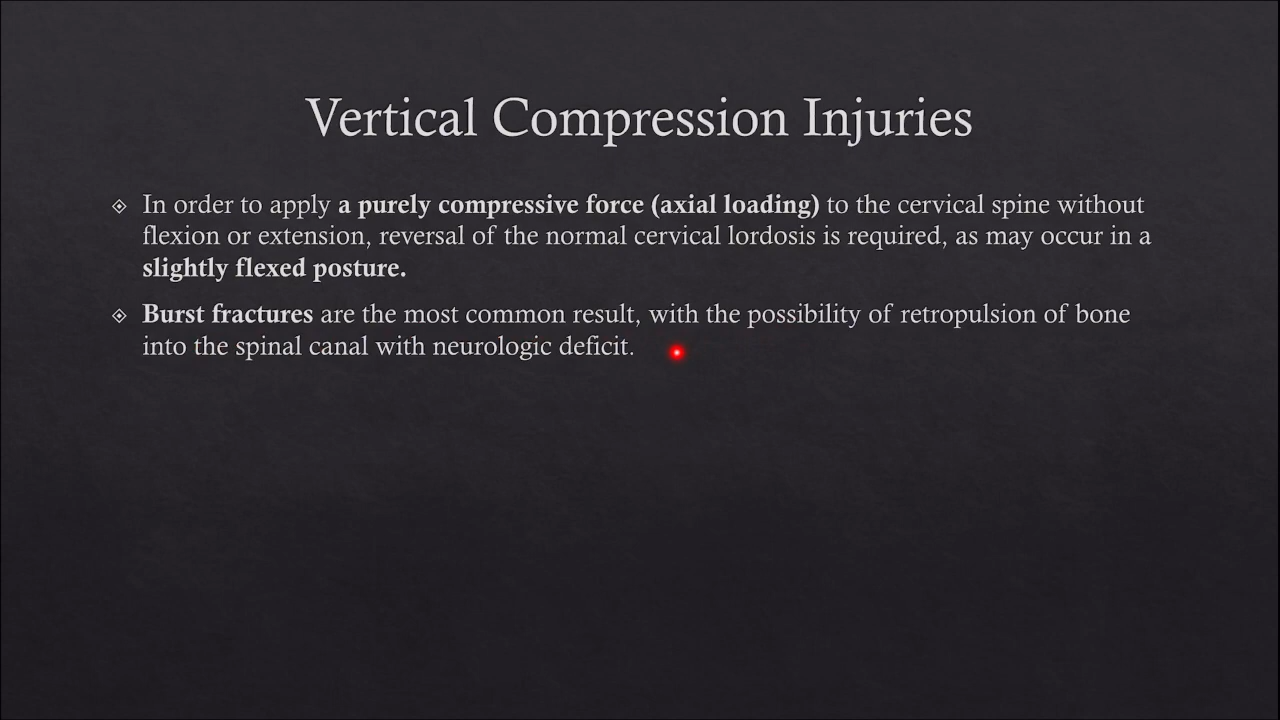 Vertical Compression Injuries
In order to apply a purely compressive force (axial loading) to the cervical spine without
flexion or extension, reversal of the normal cervical lordosis is required, as may occur in a
slightly flexed posture.
Burst fractures are the most common result, with the possibility of retropulsion of bone
into the spinal canal with neurologic deficit.